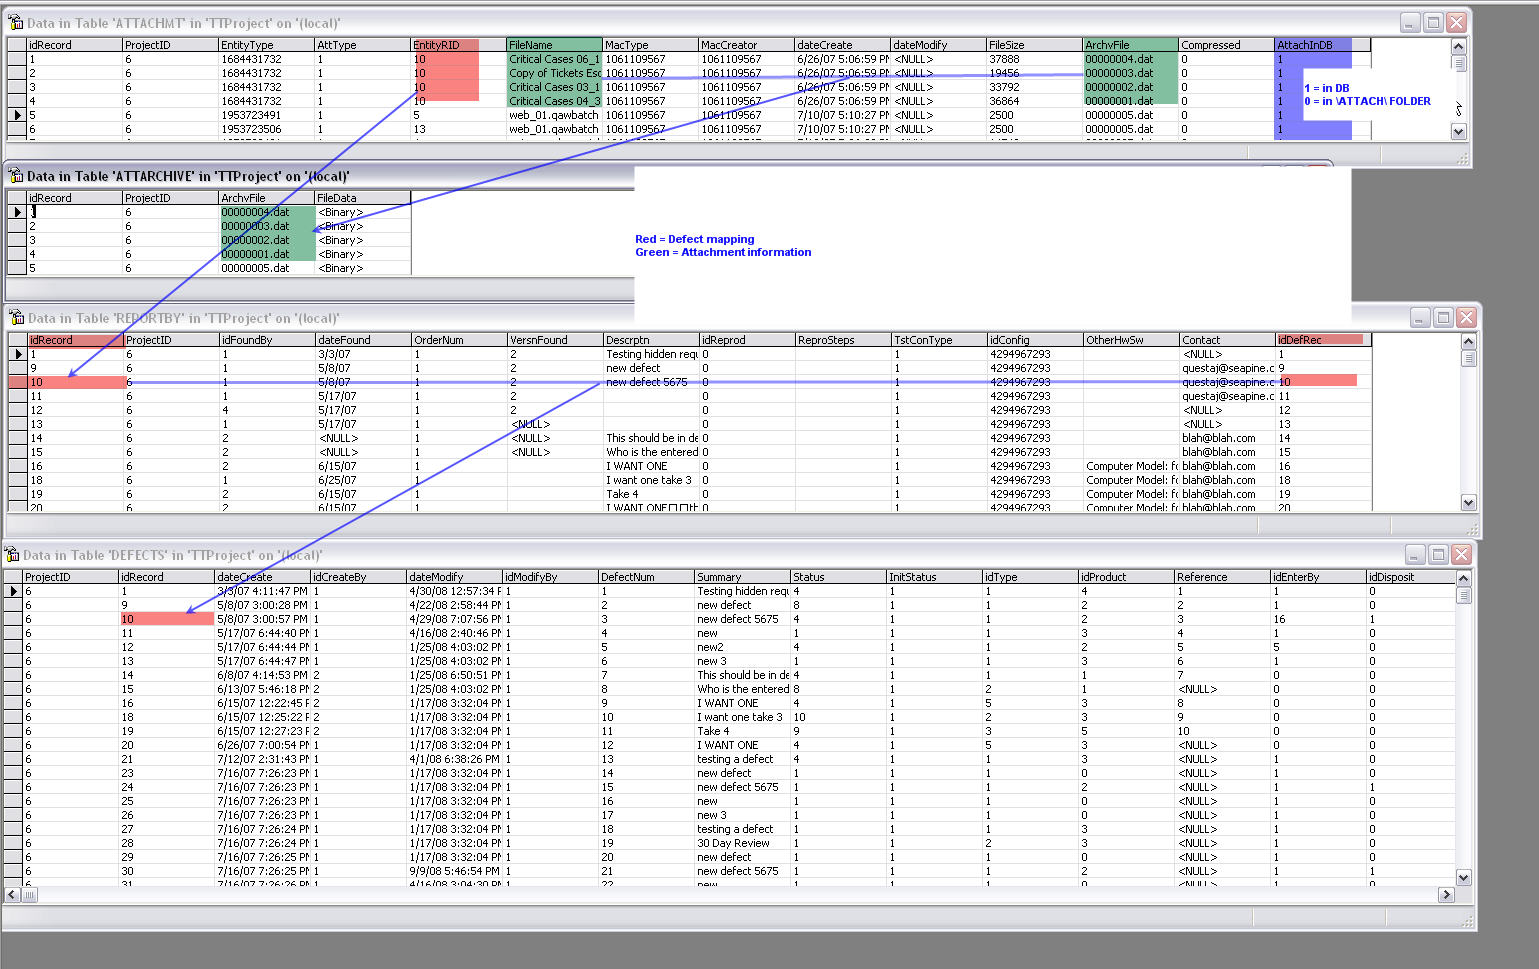 Data in Table 'ATTACHMT' in 'TTProject' on '(local)'
idRecord ProjectID EntityType AttType EntityRID FileName MacType MacCreator dateCreate dateModify FileSize ArchvFile Compressed AttachInDB
1 6 1684431732 10 Critical Cases 06_1 1061109567 1061109567 6/26/07 5:06:59 PM <NULL> 37888 00000004.dat 0 1
2 6 1684431732 10 Copy of Tickets Esc 1061109567 1061109567 6/26/07 5:06:59 PM <NULL> 19456 00000003.dat 0 1
3 6 1684431732 10 Critical Cases 03_1 1061109567 1061109567 6/26/07 5:06:59 PM <NULL> 33792 00000002.dat 0 1
4 6 1684431732 10 Critical Cases 04_3 1061109567 1061109567 6/26/07 5:06:59 PM <NULL> 36864 00000001.dat 0 1
5 6 1953723491 5 web_01.qawbatch 1061109567 1061109567 7/10/07 5:10:27 PM <NULL> 2500 00000005.dat 0 1
6 6 1953723506 13 web_01.qawbatch 1061109567 1061109567 7/10/07 5:10:27 PM <NULL> 2500 00000005.dat 0 1
1 = in DB
0 = in \ATTACH\ FOLDER
Data in Table 'ATTARCHIVE' in 'TTProject' on '(local)'
idRecord ProjectID ArchvFile FileData
1 6 00000004.dat <Binary>
2 6 00000003.dat <Binary>
3 6 00000002.dat <Binary>
4 6 00000001.dat <Binary>
5 6 00000005.dat <Binary>
Red = Defect mapping
Green = Attachment information
Data in Table 'REPORTBY' in 'TTProject' on '(local)'
idRecord ProjectID idFoundBy dateFound OrderNum VersnFound Descrptn idReprod ReproSteps TstConType idConfig OtherHwSw Contact idDefRec
1 6 1 3/3/07 1 2 Testing hidden requ 0 1 4294967293 <NULL> 1
9 6 1 5/8/07 1 2 new defect 0 1 4294967293 questaj@seapine.c 9
10 6 1 5/8/07 1 2 new defect 5675 0 1 4294967293 questaj@seapine.c 10
11 6 1 5/17/07 1 2 0 1 4294967293 questaj@seapine.c 11
12 6 4 5/17/07 1 2 0 1 4294967293 <NULL> 12
13 6 1 5/17/07 1 <NULL> 0 1 4294967293 <NULL> 13
14 6 2 <NULL> 1 <NULL> This should be in de 0 1 4294967293 blah@blah.com 14
15 6 2 <NULL> 1 <NULL> Who is the entered 0 1 4294967293 blah@blah.com 15
16 6 2 6/15/07 1 I WANT ONE 0 1 4294967293 Computer Model: fo blah@blah.com 16
18 6 1 6/25/07 1 I want one take 3 0 1 4294967293 Computer Model: fo blah@blah.com 18
19 6 2 6/15/07 1 Take 4 0 1 4294967293 Computer Model: fo blah@blah.com 19
20 6 2 6/15/07 1 I WANT ONE 0 1 4294967293 Computer Model: fo blah@blah.com 20
Data in Table 'DEFECTS' in 'TTProject' on '(local)'
ProjectID idRecord dateCreate idCreateBy dateModify idModifyBy DefectNum Summary Status InitStatus idType idProduct Reference idEnterBy idDisposit
6 1 3/3/07 4:11:47 PM 1 4/30/08 12:57:34 P 1 1 Testing hidden requ 4 1 1 4 1 1 0
6 9 5/8/07 3:00:28 PM 1 4/22/08 2:58:44 PM 1 2 new defect 8 1 1 2 2 1 0
6 10 5/8/07 3:00:57 PM 1 4/29/08 7:07:56 PM 1 3 new defect 5675 4 1 1 2 3 16 1
6 11 5/17/07 6:44:40 PM 1 4/16/08 2:40:46 PM 1 4 new 1 1 1 3 4 1 0
6 12 5/17/07 6:44:44 PM 1 1/25/08 4:03:02 PM 1 5 new2 4 1 1 2 5 5 0
6 13 5/17/07 6:44:47 PM 1 1/25/08 4:03:02 PM 1 6 new 3 1 1 1 3 6 1 0
6 14 6/8/07 4:14:53 PM 2 1/25/08 6:50:51 PM 1 7 This should be in de 4 1 1 1 7 0 0
6 15 6/13/07 5:46:18 PM 2 1/25/08 4:03:02 PM 1 8 Who is the entered 8 1 2 1 <NULL> 0 0
6 16 6/15/07 12:22:45 P 2 1/17/08 3:32:04 PM 1 9 I WANT ONE 4 1 5 3 8 0 0
6 18 6/15/07 12:25:22 P 2 1/17/08 3:32:04 PM 1 10 I want one take 3 10 1 2 3 9 0 0
6 19 6/15/07 12:27:23 P 2 1/17/08 3:32:04 PM 1 11 Take 4 9 1 3 5 10 0 0
6 20 6/26/07 7:00:54 PM 1 1/17/08 3:32:04 PM 1 12 I WANT ONE 4 1 5 3 <NULL> 0 0
6 21 7/12/07 2:31:43 PM 1 4/1/08 6:38:26 PM 1 13 testing a defect 4 1 1 3 <NULL> 1 0
6 23 7/16/07 7:26:23 PM 1 1/17/08 3:32:04 PM 1 14 new defect 1 1 1 0 <NULL> 1 0
6 24 7/16/07 7:26:23 PM 1 1/17/08 3:32:04 PM 1 15 new defect 5675 1 1 1 2 <NULL> 1 1
6 25 7/16/07 7:26:23 PM 1 1/17/08 3:32:04 PM 1 16 new 1 1 1 0 <NULL> 1 0
6 26 7/16/07 7:26:23 PM 1 1/17/08 3:32:04 PM 1 17 new 3 1 1 1 0 <NULL> 1 0
6 27 7/16/07 7:26:24 PM 1 1/17/08 3:32:04 PM 1 18 testing a defect 1 1 1 3 <NULL> 1 0
6 28 7/16/07 7:26:24 PM 1 1/17/08 3:32:04 PM 1 19 30 Day Review 1 1 2 3 <NULL> 1 0
6 29 7/16/07 7:26:25 PM 1 1/17/08 3:32:04 PM 1 20 new defect 1 1 1 0 <NULL> 1 0
6 30 7/16/07 7:26:25 PM 1 9/9/08 5:46:54 PM 1 21 new defect 5675 1 1 1 2 <NULL> 1 1
6 31 7/16/07 7:26:26 PM 1 4/16/08 3:04:30 PM 1 22 new 1 1 1 0 <NULL> 1 0